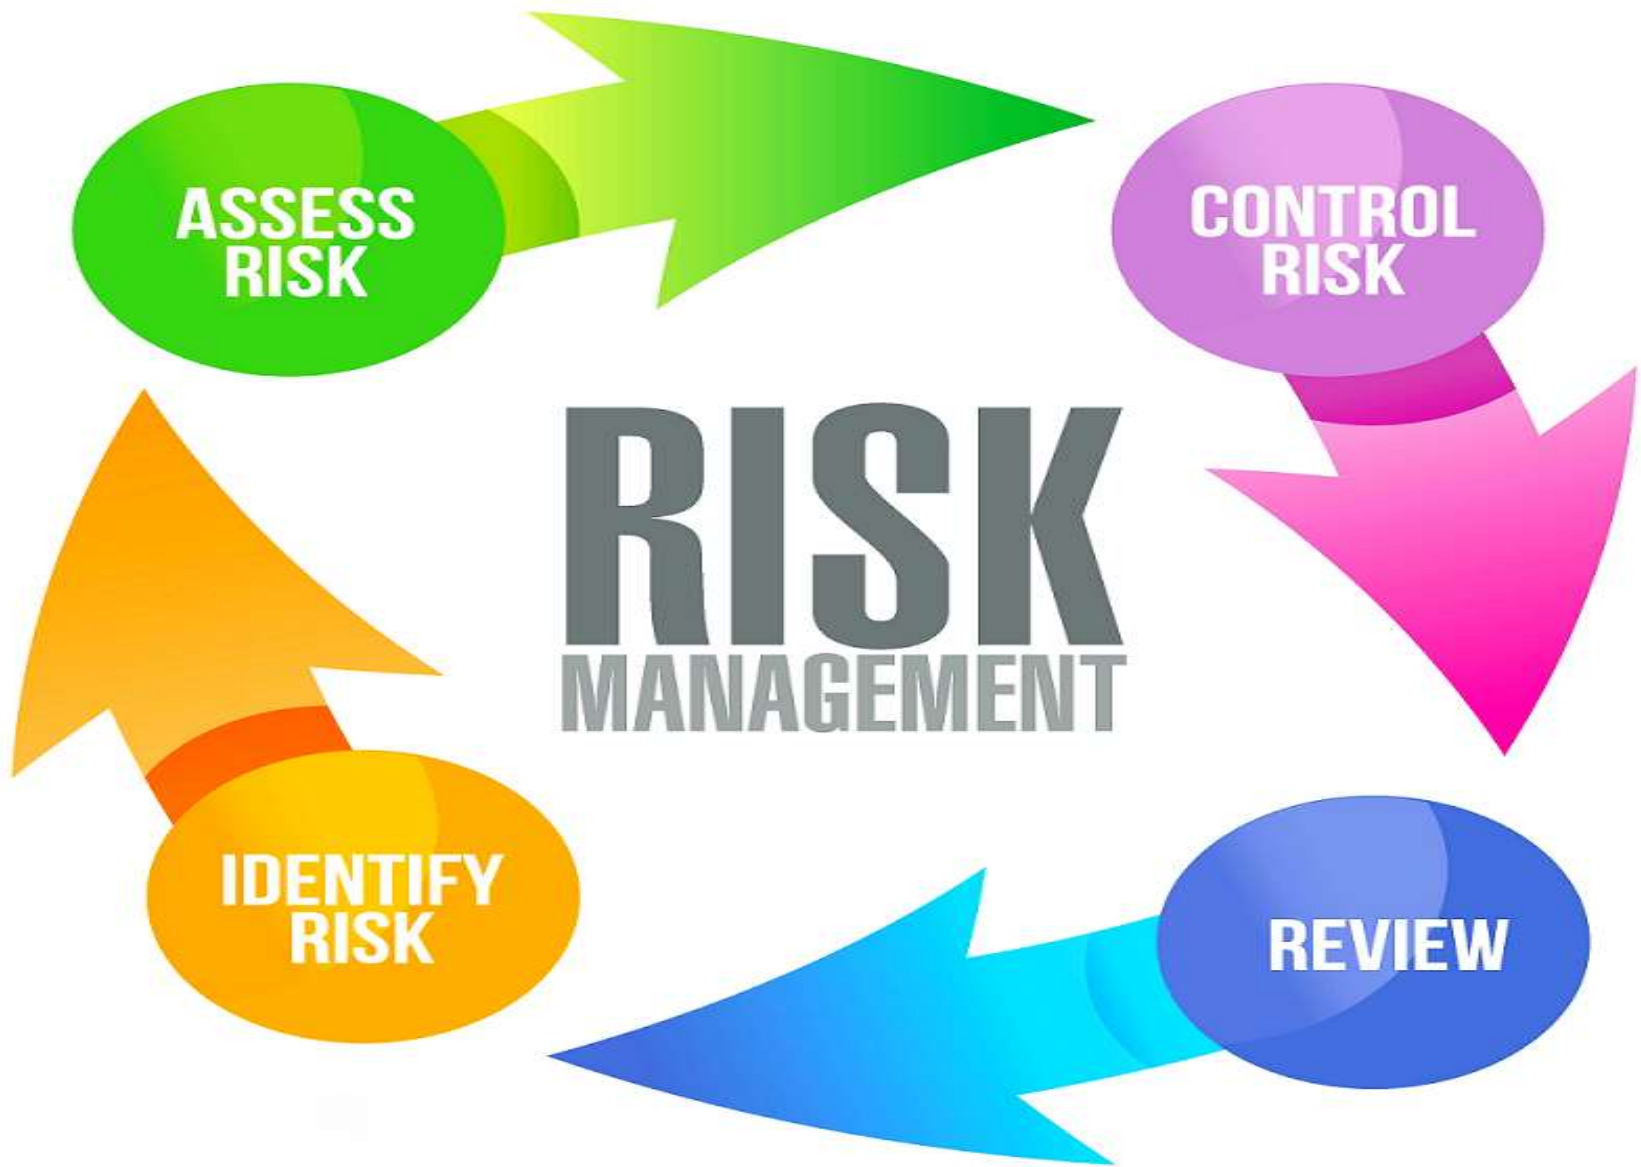 ASSESS
RISK
CONTROL
RISK
RISK
MANAGEMENT
IDENTIFY
RISK
REVIEW